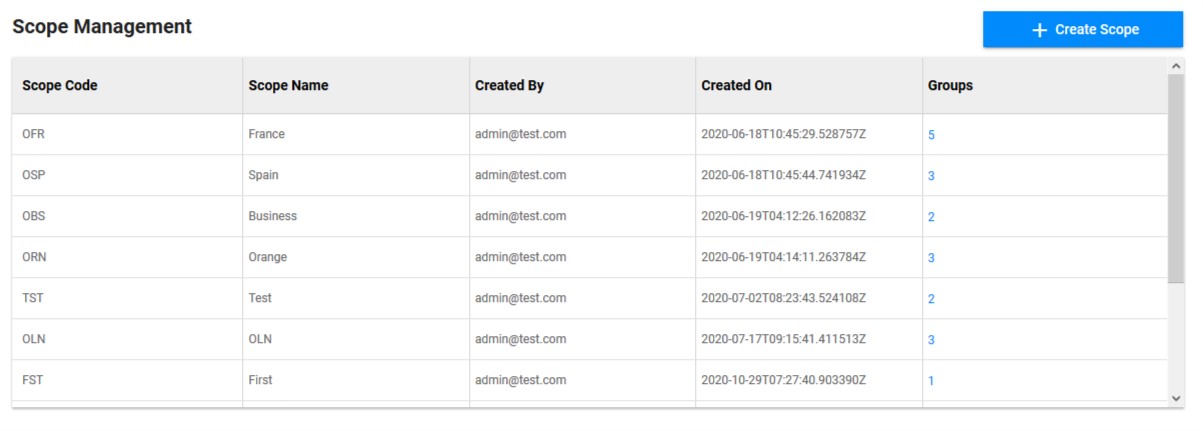 Scope Management
+ Create Scope
Scope Code Scope Name Created By Created On Groups
OFR France admin@test.com 2020-06-18T10:45:29.528757Z 5
OSP Spain admin@test.com 2020-06-18T10:45:44.741934Z 3
OBS Business admin@test.com 2020-06-19T04:12:26.162083Z 2
ORN Orange admin@test.com 2020-06-19T04:14:11.263784Z 3
TST Test admin@test.com 2020-07-02T08:23:43.524108Z 2
OLN OLN admin@test.com 2020-07-17T09:15:41.411513Z 3
FST First admin@test.com 2020-10-29T07:27:40.903390Z 1